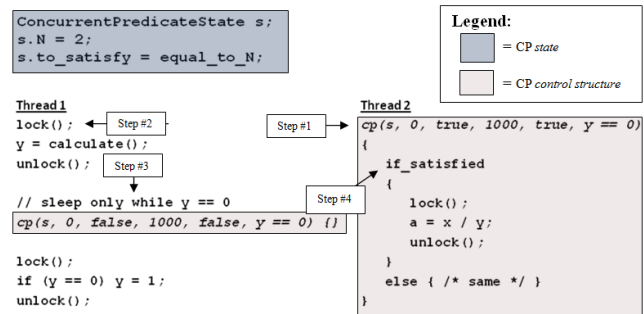 ConcurrentPredicateState s;
s.N = 2;
s.to_satisfy = equal_to_N;
Legend:
= CP state
= CP control structure
Thread 1
lock();
Step #2
y = calculate();
unlock();
Step #3
// sleep only while y == 0
cp(s, 0, false, 1000, false, y == 0) {}
lock();
if (y == 0) y = 1;
unlock();
Thread 2
Step #1
cp(s, 0, true, 1000, true, y == 0)
{
if_satisfied
Step #4
{
lock();
a = x / y;
unlock();
}
else { /* same */ }
}